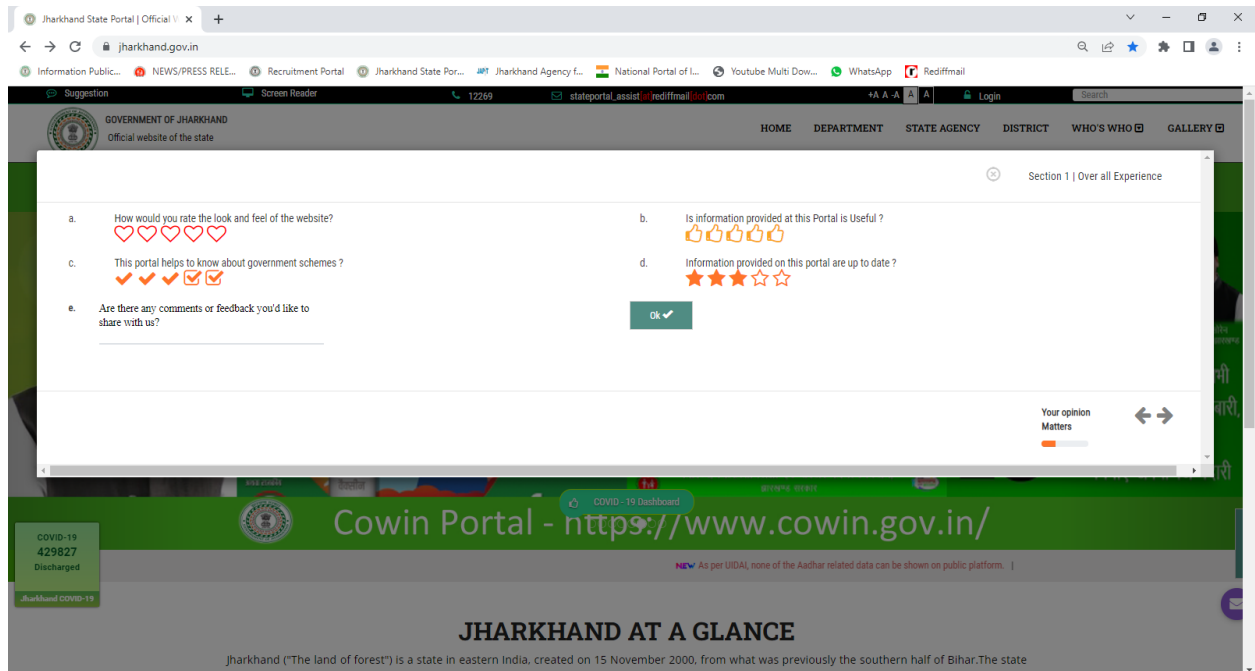 Jharkhand State Portal | Official W
jharkhand.gov.in
Information Public... NEWS/PRESS RELE... Recruitment Portal Jharkhand State Por... JAPIT Jharkhand Agency f... National Portal of I... Youtube Multi Dow... WhatsApp Rediffmail
Suggestion Screen Reader 12269 stateportal_assist[at]rediffmail[dot]com +A A -A A A Login Search
GOVERNMENT OF JHARKHAND
Official website of the state
HOME DEPARTMENT STATE AGENCY DISTRICT WHO'S WHO GALLERY
Section 1 | Over all Experience
a. How would you rate the look and feel of the website?
b. Is information provided at this Portal is Useful ?
c. This portal helps to know about government schemes ?
d. Information provided on this portal are up to date ?
e. Are there any comments or feedback you'd like to
share with us?
Ok
Your opinion
Matters
COVID - 19 Dashboard
Cowin Portal - https://www.cowin.gov.in/
COVID-19
429827
Discharged
Jharkhand COVID-19
NEW As per UIDAI, none of the Aadhar related data can be shown on public platform. |
JHARKHAND AT A GLANCE
Jharkhand ("The land of forest") is a state in eastern India, created on 15 November 2000, from what was previously the southern half of Bihar.The state